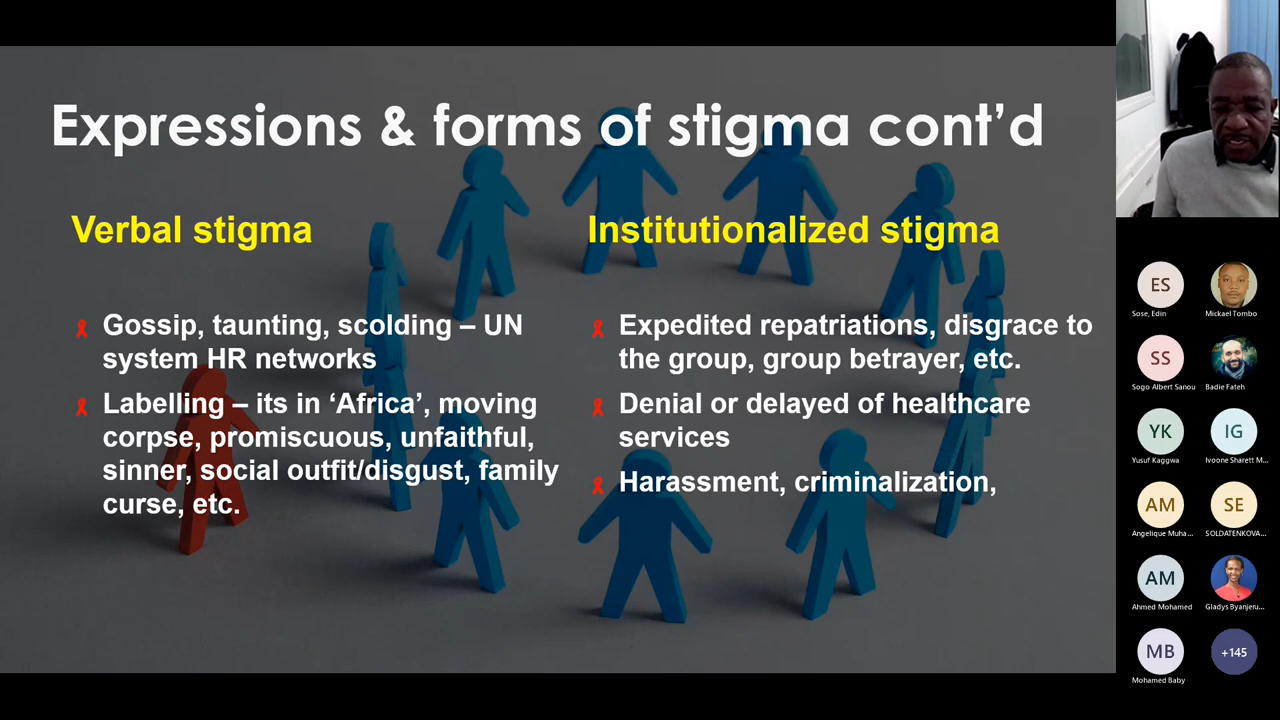 Expressions & forms of stigma cont’d
Verbal stigma
Gossip, taunting, scolding – UN
system HR networks
Labelling – its in ‘Africa’, moving
corpse, promiscuous, unfaithful,
sinner, social outfit/disgust, family
curse, etc.
Institutionalized stigma
Expedited repatriations, disgrace to
the group, group betrayer, etc.
Denial or delayed of healthcare
services
Harassment, criminalization,
ES
Sose, Edin
Mickael Tombo
SS
Sogo Albert Sanou
Badie Fateh
YK
Yusuf Kaggwa
IG
Ivoone Sharett M...
AM
Angelique Muha...
SE
SOLDATENKOVA...
AM
Ahmed Mohamed
Gladys Byanjeru...
MB
Mohamed Baby
+145